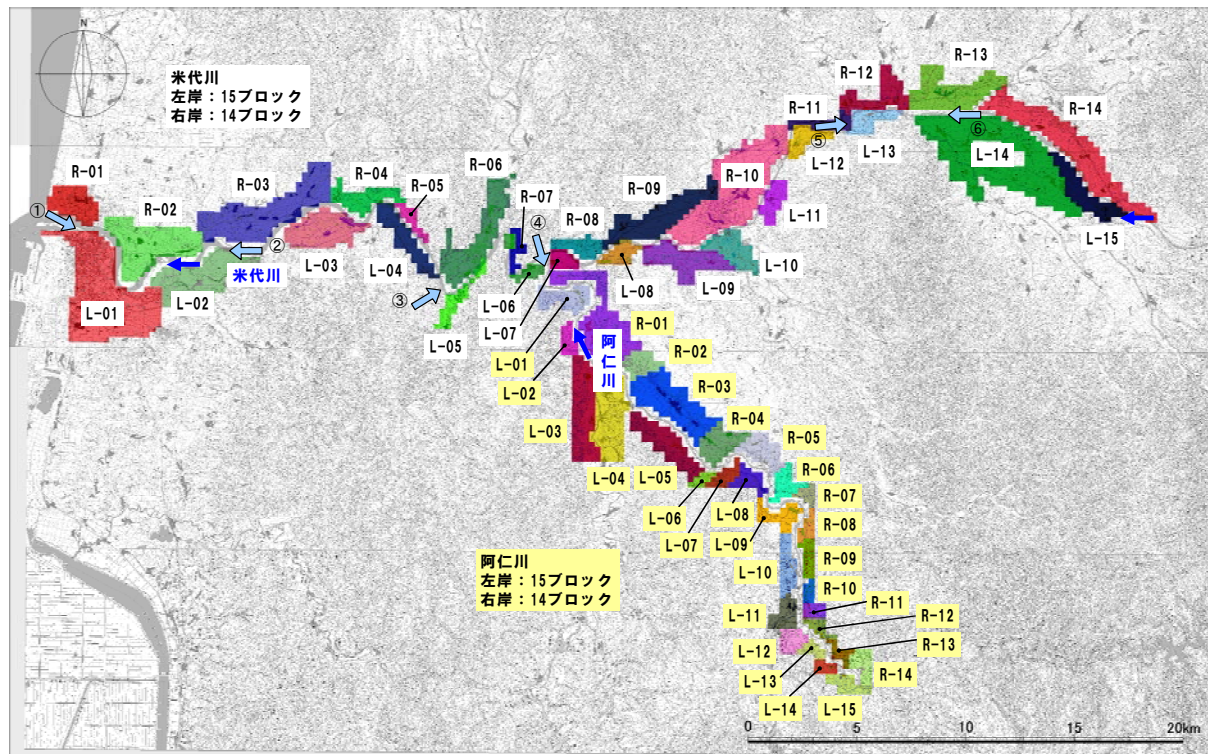 N
米代川
左岸：15ブロック
右岸：14ブロック
R-01
①
R-02
R-03
②
米代川
L-01
L-02
L-03
R-04
R-05
L-04
③
R-06
L-05
R-07
④
L-06
L-07
R-08
R-09
L-08
R-10
L-09
L-10
L-11
R-11
⑤
L-12
R-12
L-13
R-13
⑥
L-14
R-14
L-15
阿仁川
L-01
L-02
R-01
R-02
R-03
L-03
R-04
L-04
L-05
R-05
L-06
L-07
L-08
R-06
R-07
L-09
R-08
阿仁川
左岸：15ブロック
右岸：14ブロック
L-10
R-09
R-10
L-11
R-11
R-12
L-12
R-13
L-13
R-14
L-14
L-15
0
5
10
15
20km